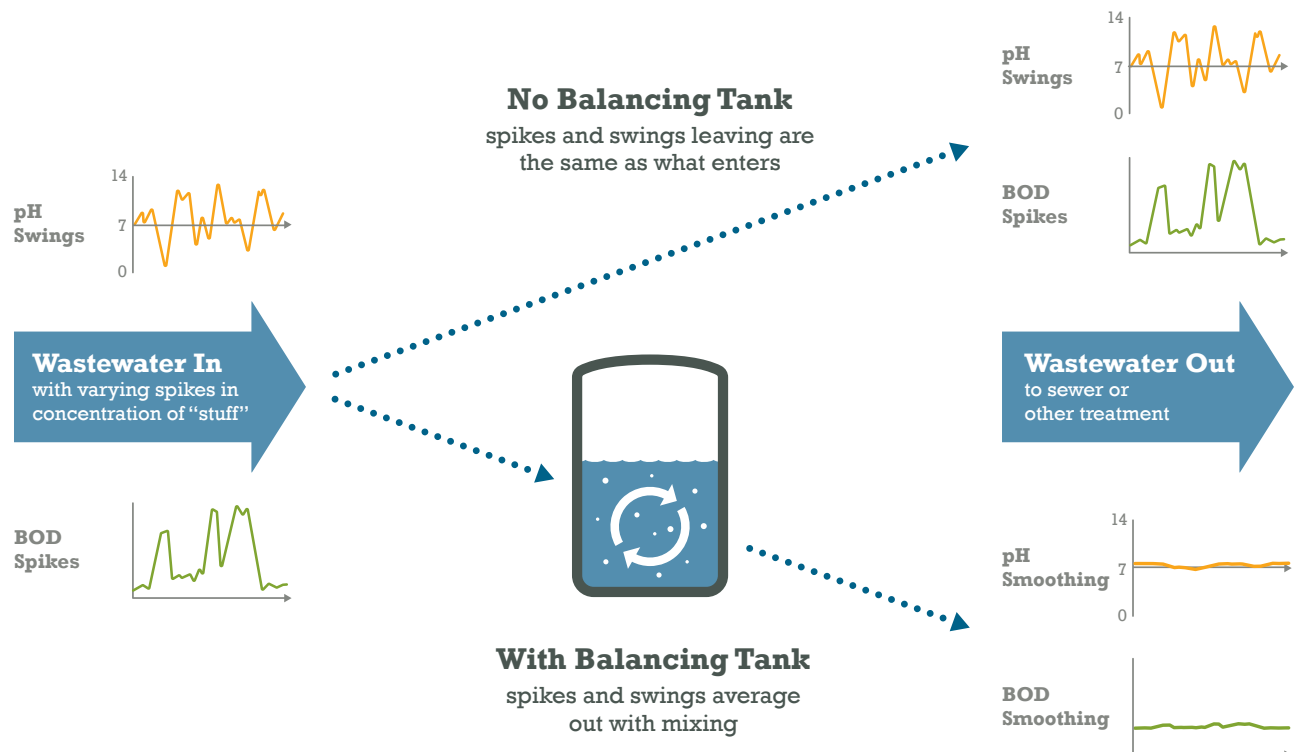 No Balancing Tank
spikes and swings leaving are
the same as what enters
14
pH
Swings
7
0
Wastewater In
with varying spikes in
concentration of “stuff”
BOD
Spikes
14
pH
Swings
7
0
BOD
Spikes
Wastewater Out
to sewer or
other treatment
14
pH
Smoothing
7
0
BOD
Smoothing
With Balancing Tank
spikes and swings average
out with mixing